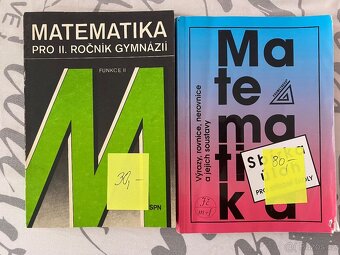 MATEMATIKA
PRO II. ROČNÍK GYMNÁZIÍ
FUNKCE II
30,-
SPN
Ma
te
ma
ti
ka
Výrazy, rovnice, nerovnice
a jejich soustavy
PROMETHEUS
Sbírka
úloh
80,-